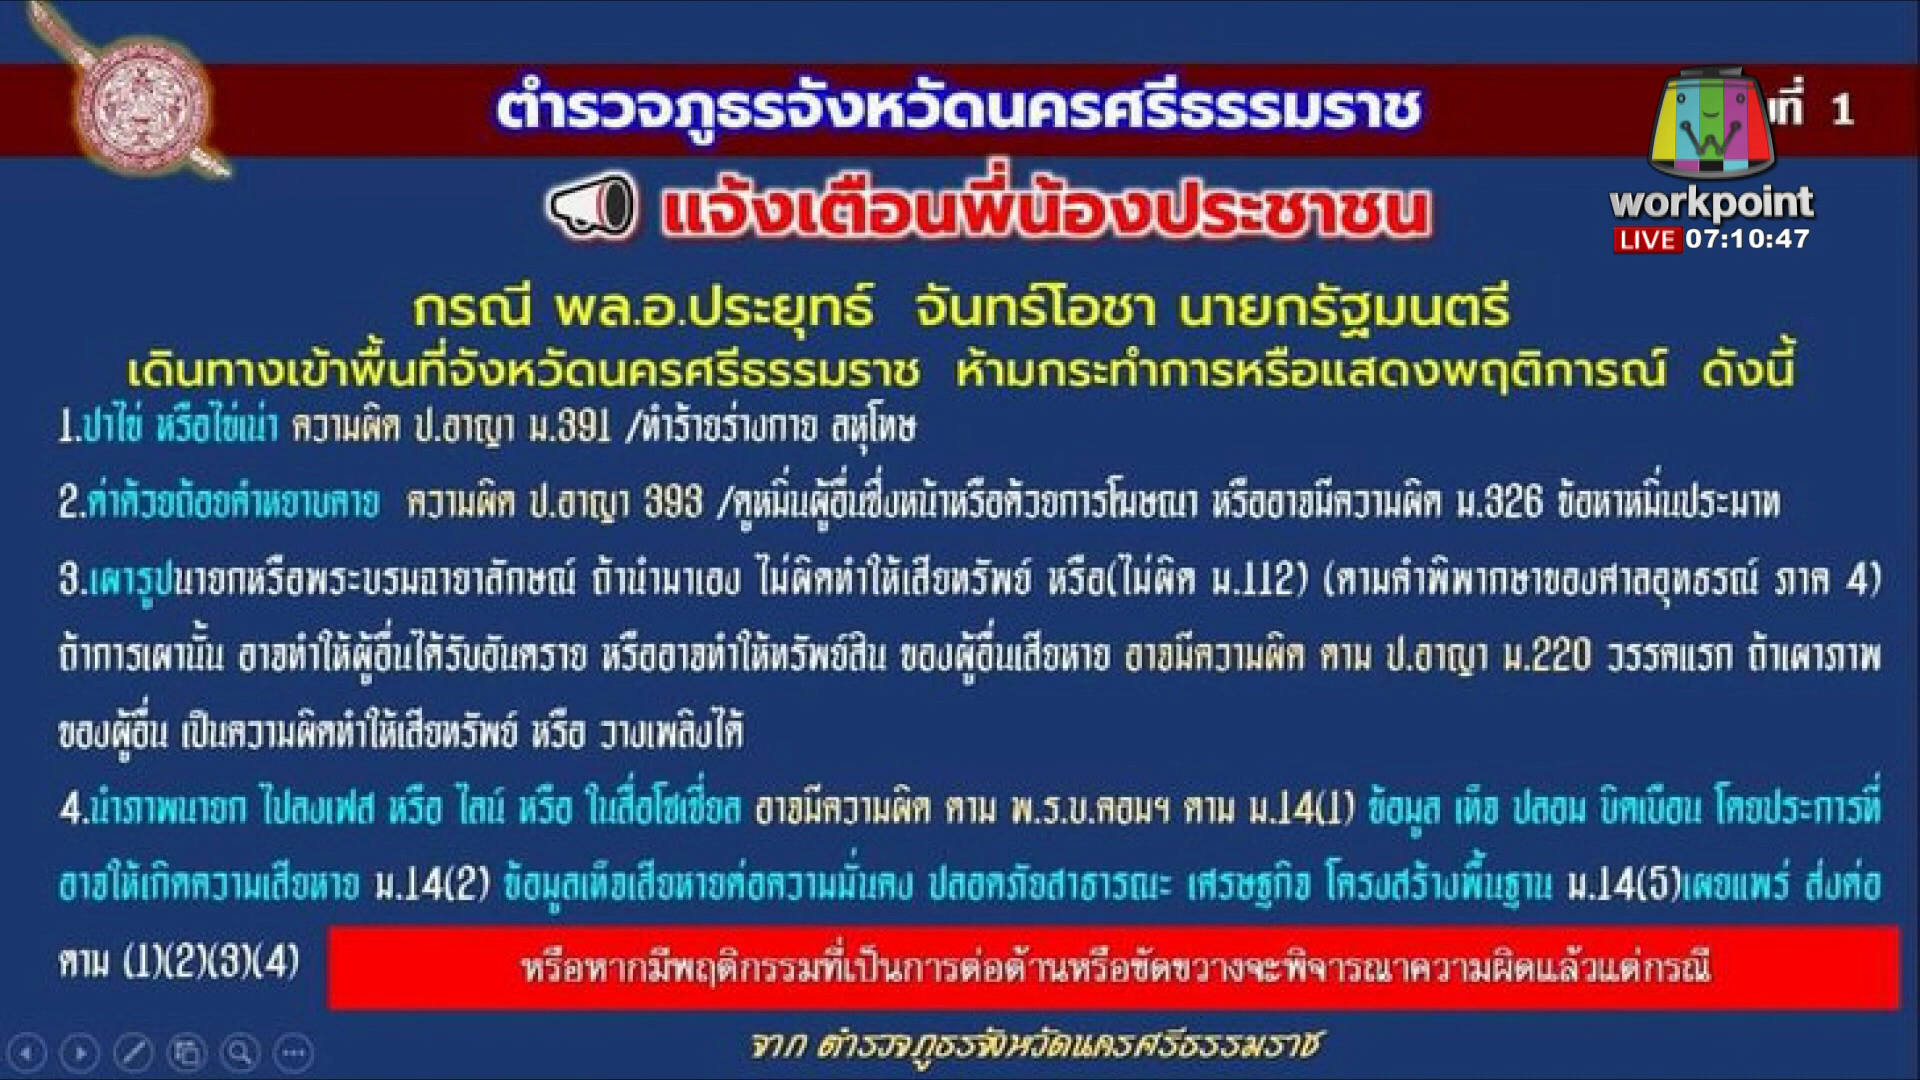 ตำรวจภูธรจังหวัดนครศรีธรรมราช
ที่ 1
workpoint
LIVE 07:10:47
แจ้งเตือนพี่น้องประชาชน
กรณี พล.อ.ประยุทธ์ จันทร์โอชา นายกรัฐมนตรี
เดินทางเข้าพื้นที่จังหวัดนครศรีธรรมราช ห้ามกระทำการหรือแสดงพฤติการณ์ ดังนี้
1.ปาไข่ หรือไข่เน่า ความผิด ป.อาญา ม.391 /ทำร้ายร่างกาย ลหุโทษ
2.ด่าด้วยถ้อยคำหยาบคาย ความผิด ป.อาญา 393 /ดูหมิ่นผู้อื่นซึ่งหน้าหรือด้วยการโฆษณา หรืออาจมีความผิด ม.326 ข้อหาหมิ่นประมาท
3.เผารูปนายกหรือพระบรมฉายาลักษณ์ ถ้านำมาเอง ไม่ผิดทำให้เสียทรัพย์ หรือ(ไม่ผิด ม.112) (ตามคำพิพากษาของศาลอุทธรณ์ ภาค 4)
ถ้าการเผานั้น อาจทำให้ผู้อื่นได้รับอันตราย หรืออาจทำให้ทรัพย์สิน ของผู้อื่นเสียหาย อาจมีความผิด ตาม ป.อาญา ม.220 วรรคแรก ถ้าเผาภาพ
ของผู้อื่น เป็นความผิดทำให้เสียทรัพย์ หรือ วางเพลิงได้
4.นำภาพนายก ไปลงเฟส หรือ ไลน์ หรือ ในสื่อโซเชี่ยล อาจมีความผิด ตาม พ.ร.บ.คอมฯ ตาม ม.14(1) ข้อมูล เท็จ ปลอม บิดเบือน โดยประการที่
อาจให้เกิดความเสียหาย ม.14(2) ข้อมูลเท็จเสียหายต่อความมั่นคง ปลอดภัยสาธารณะ เศรษฐกิจ โครงสร้างพื้นฐาน ม.14(5)เผยแพร่ ส่งต่อ
ตาม (1)(2)(3)(4)
หรือหากมีพฤติกรรมที่เป็นการต่อต้านหรือขัดขวางจะพิจารณาความผิดแล้วแต่กรณี
จาก ตำรวจภูธรจังหวัดนครศรีธรรมราช